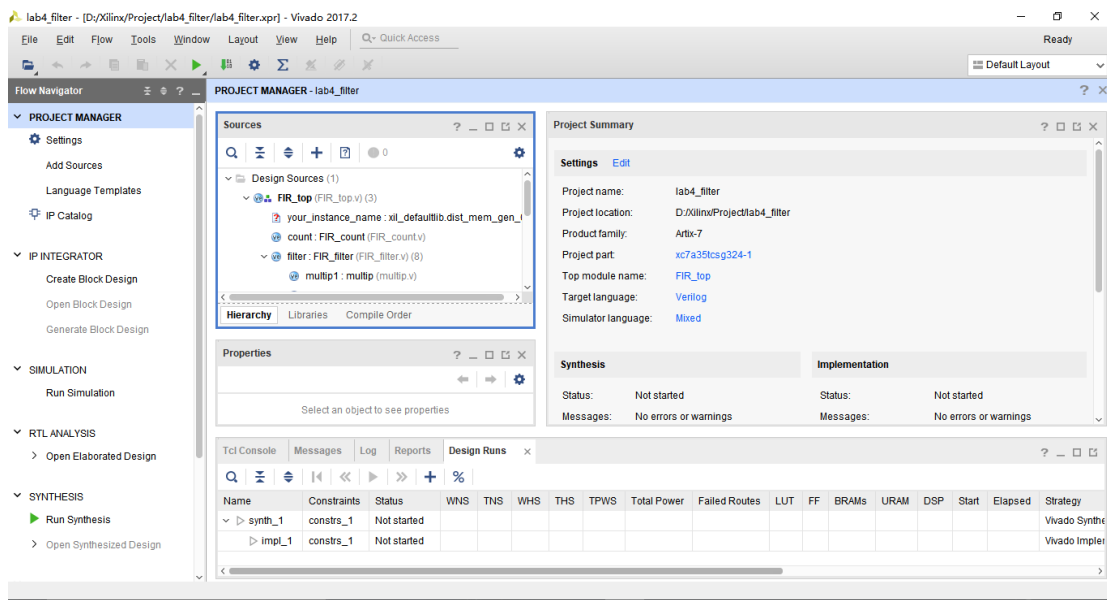 lab4_filter - [D:/Xilinx/Project/lab4_filter/lab4_filter.xpr] - Vivado 2017.2
File Edit Flow Tools Window Layout View Help Quick Access Ready
Default Layout
Flow Navigator
PROJECT MANAGER
Settings
Add Sources
Language Templates
IP Catalog
IP INTEGRATOR
Create Block Design
Open Block Design
Generate Block Design
SIMULATION
Run Simulation
RTL ANALYSIS
Open Elaborated Design
SYNTHESIS
Run Synthesis
Open Synthesized Design
PROJECT MANAGER - lab4_filter
Sources
0
Design Sources (1)
FIR_top (FIR_top.v) (3)
your_instance_name : xil_defaultlib.dist_mem_gen_
count : FIR_count (FIR_count.v)
filter : FIR_filter (FIR_filter.v) (8)
multip1 : multip (multip.v)
Hierarchy Libraries Compile Order
Properties
Select an object to see properties
Project Summary
Settings Edit
Project name: lab4_filter
Project location: D:/Xilinx/Project/lab4_filter
Product family: Artix-7
Project part: xc7a35tcsg324-1
Top module name: FIR_top
Target language: Verilog
Simulator language: Mixed
Synthesis
Status: Not started
Messages: No errors or warnings
Implementation
Status: Not started
Messages: No errors or warnings
Tcl Console Messages Log Reports Design Runs
Name Constraints Status WNS TNS WHS THS TPWS Total Power Failed Routes LUT FF BRAMs URAM DSP Start Elapsed Strategy
synth_1 constrs_1 Not started Vivado Synthe
impl_1 constrs_1 Not started Vivado Implem